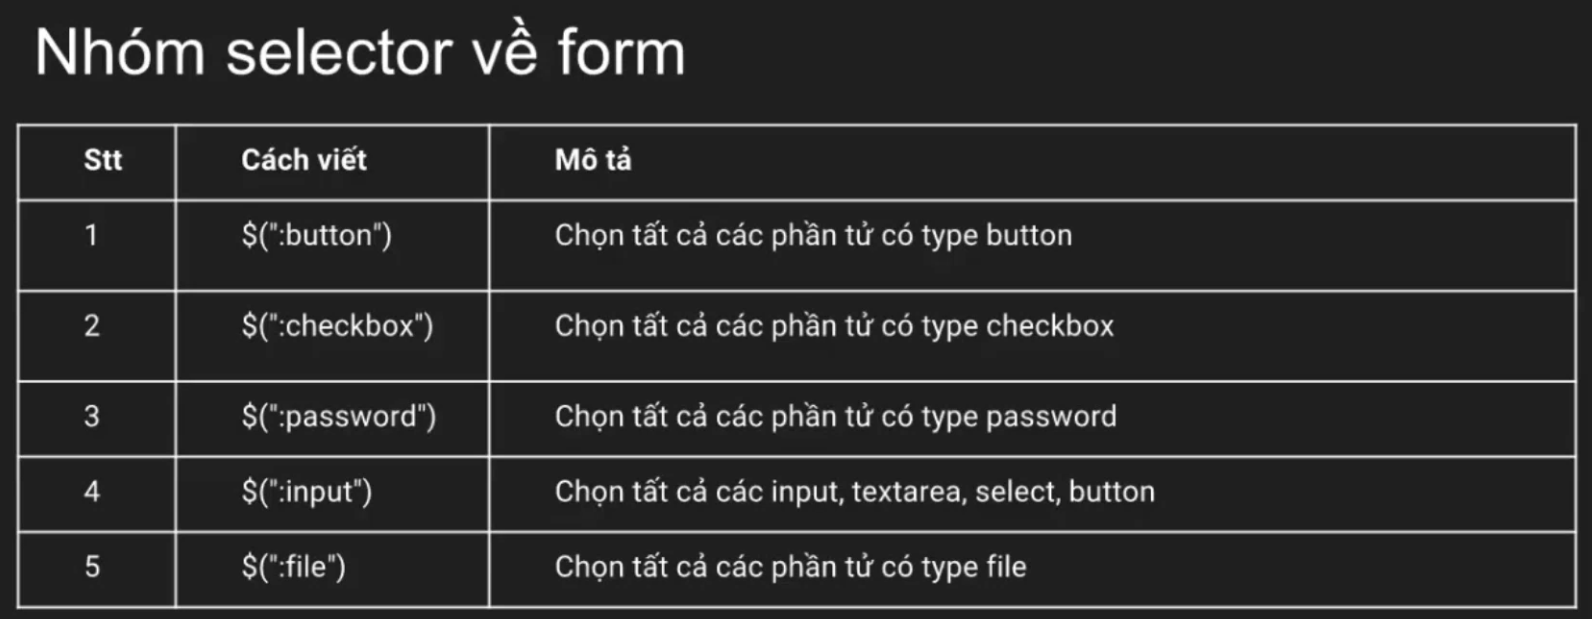 Nhóm selector về form
Stt Cách viết Mô tả
1 $(":button") Chọn tất cả các phần tử có type button
2 $(":checkbox") Chọn tất cả các phần tử có type checkbox
3 $(":password") Chọn tất cả các phần tử có type password
4 $(":input") Chọn tất cả các input, textarea, select, button
5 $(":file") Chọn tất cả các phần tử có type file